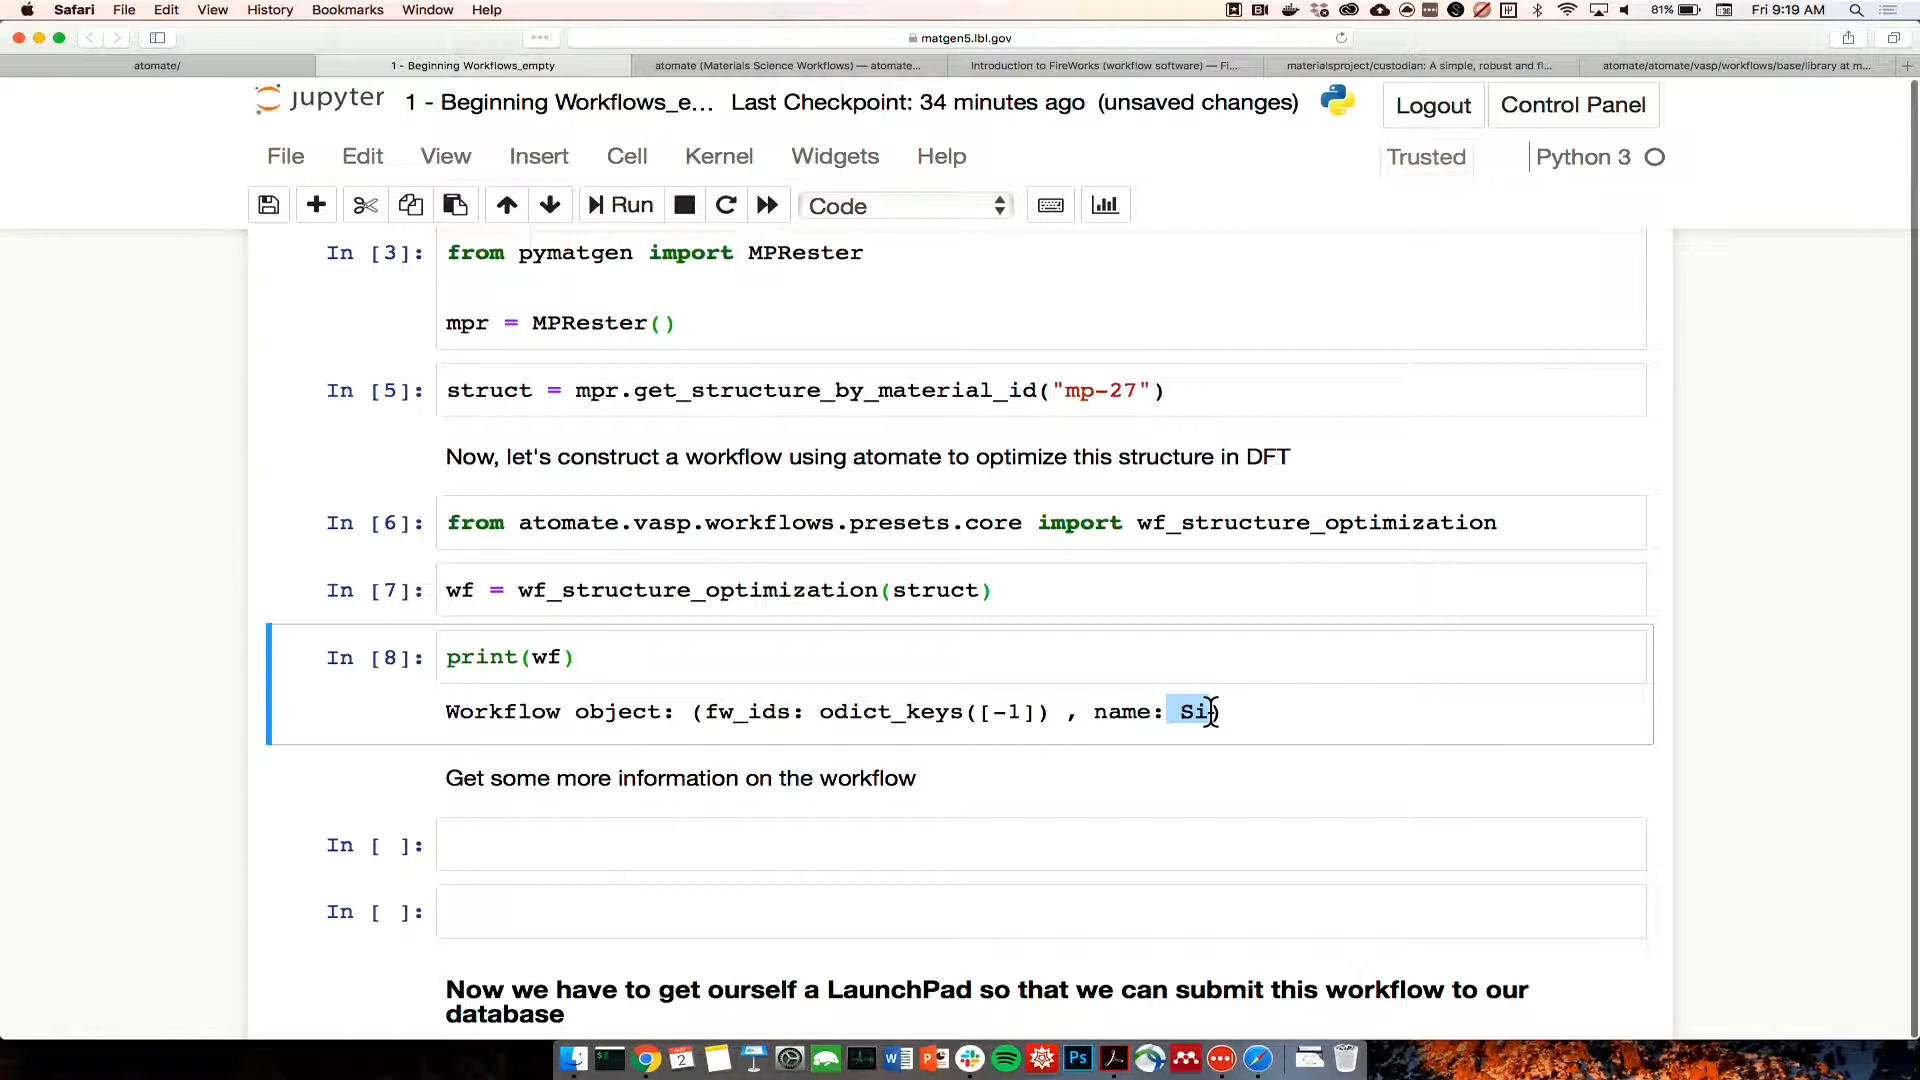 Safari File Edit View History Bookmarks Window Help 81% Fri 9:19 AM
matgen5.lbl.gov
atomate/ 1 - Beginning Workflows_empty atomate (Materials Science Workflows) — atomate... Introduction to FireWorks (workflow software) — Fi... materialsproject/custodian: A simple, robust and fl... atomate/atomate/vasp/workflows/base/library at m...
jupyter 1 - Beginning Workflows_e... Last Checkpoint: 34 minutes ago (unsaved changes) Logout Control Panel
File Edit View Insert Cell Kernel Widgets Help Trusted Python 3
Run Code
In [3]: from pymatgen import MPRester
mpr = MPRester()
In [5]: struct = mpr.get_structure_by_material_id("mp-27")
Now, let's construct a workflow using atomate to optimize this structure in DFT
In [6]: from atomate.vasp.workflows.presets.core import wf_structure_optimization
In [7]: wf = wf_structure_optimization(struct)
In [8]: print(wf)
Workflow object: (fw_ids: odict_keys([-1]) , name: Si)
Get some more information on the workflow
In [ ]:
In [ ]:
Now we have to get ourself a LaunchPad so that we can submit this workflow to our
database